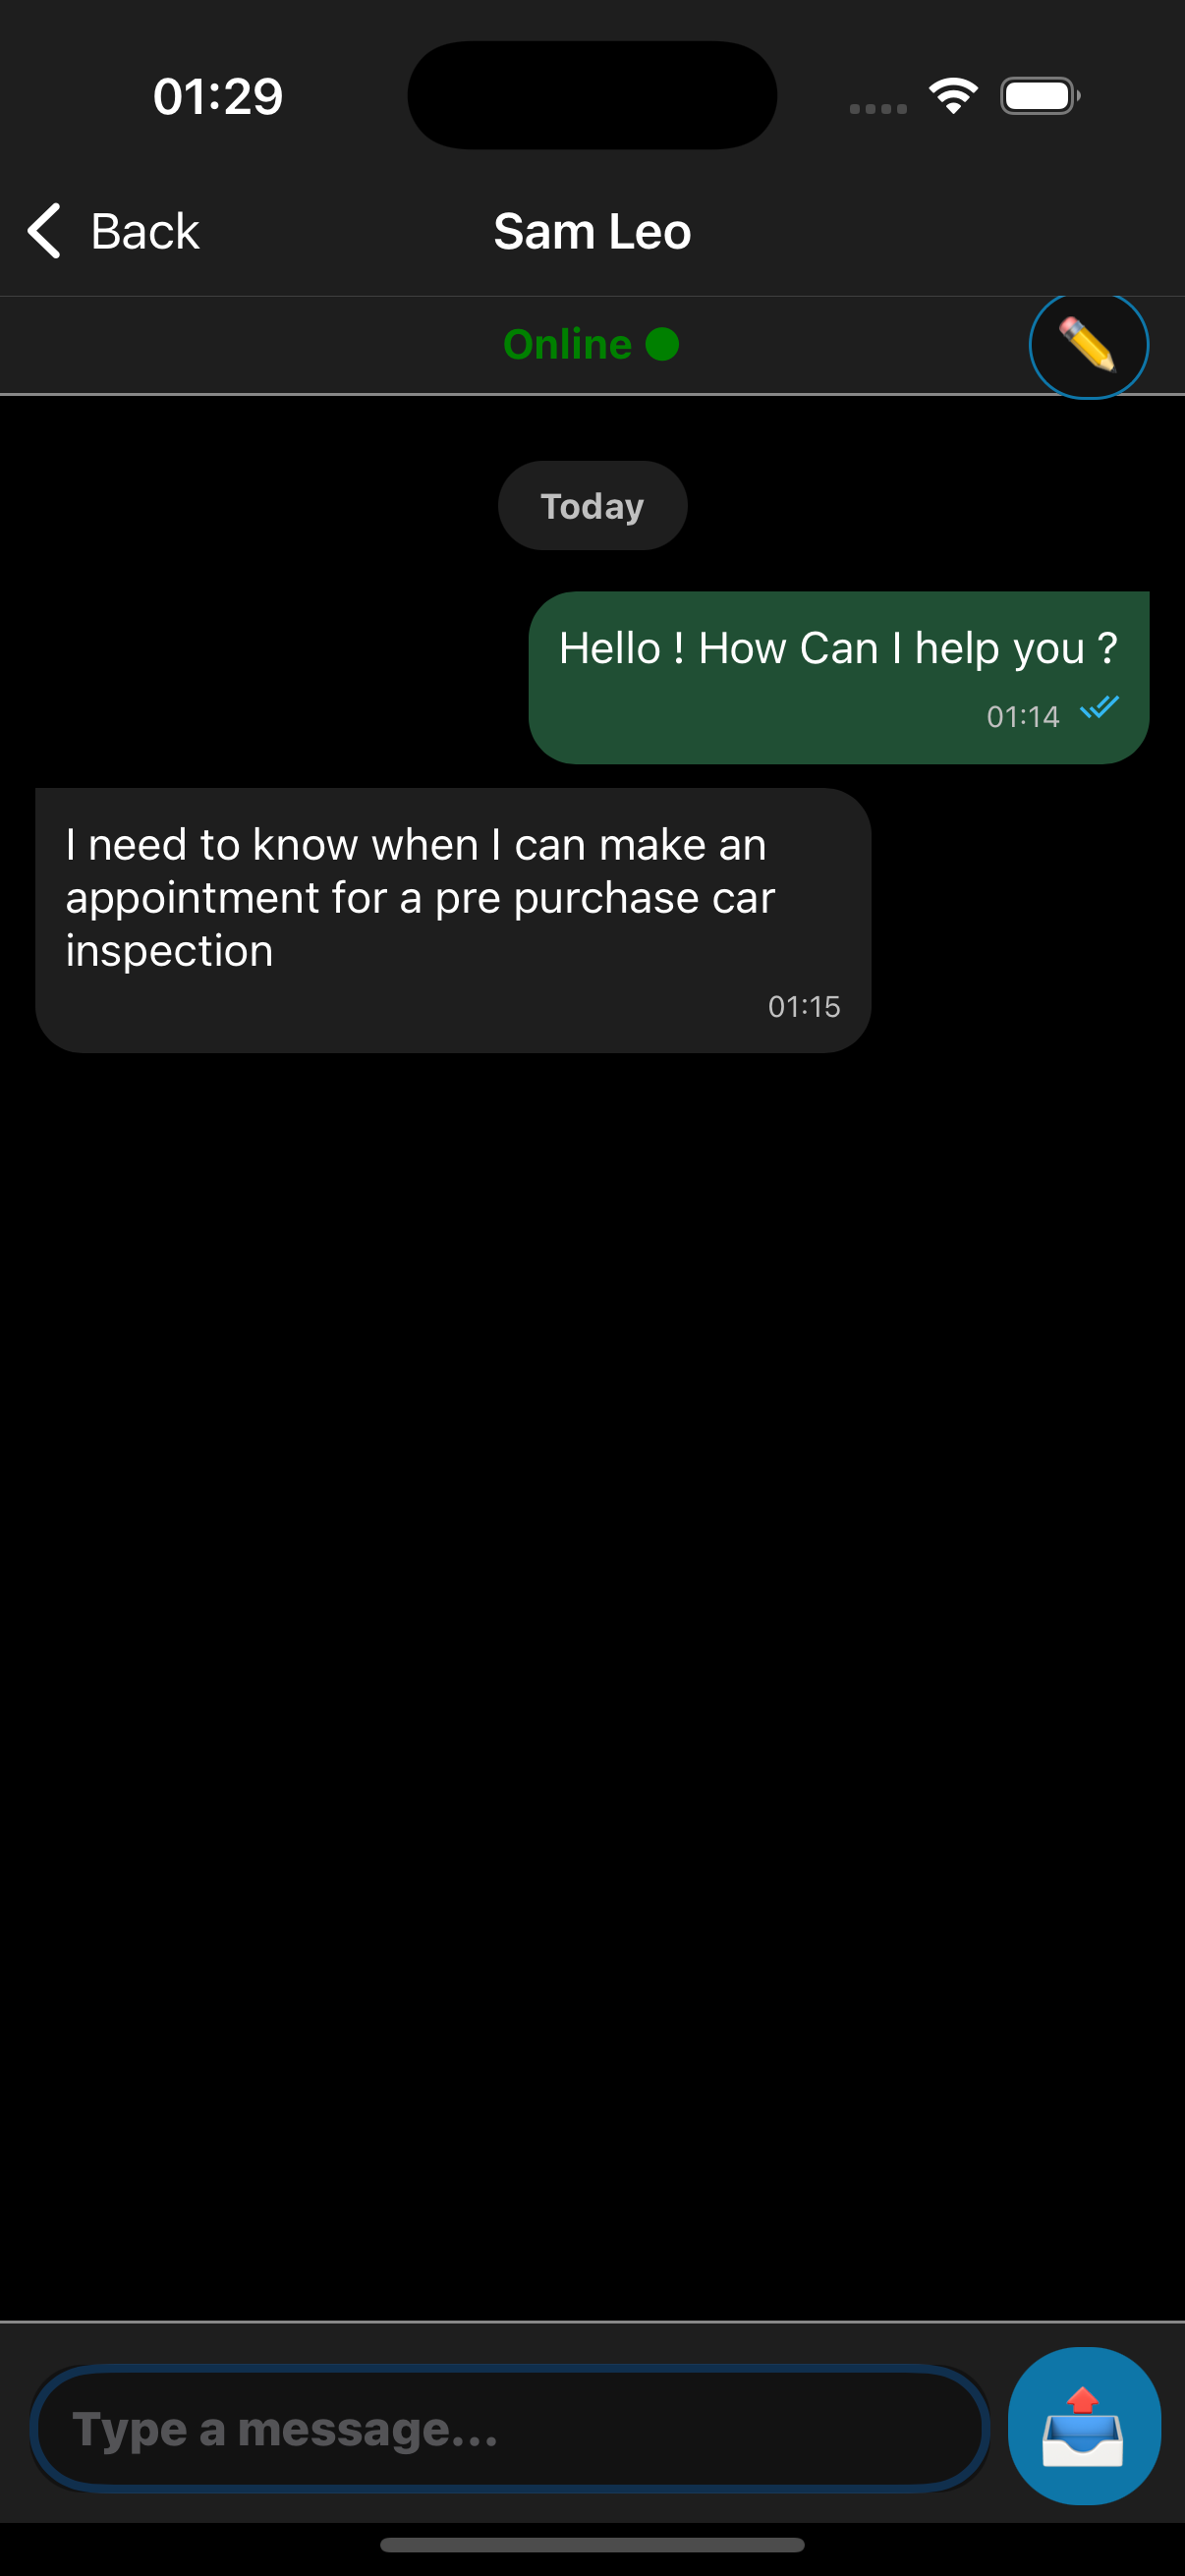 01:29
Back
Sam Leo
Online
Today
Hello ! How Can I help you ?
01:14
I need to know when I can make an
appointment for a pre purchase car
inspection
01:15
Type a message...